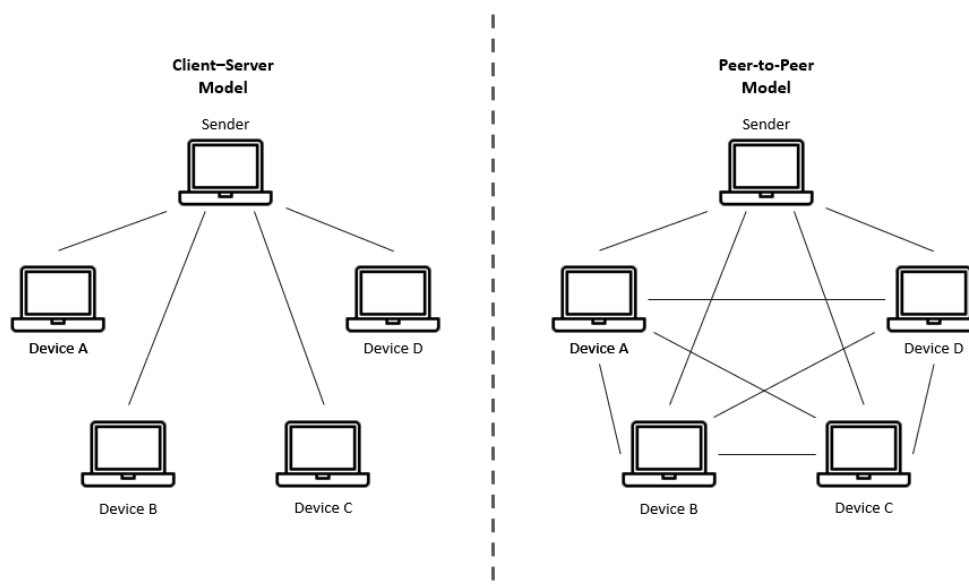 Client–Server
Model
Sender
Device A
Device D
Device B
Device C
Peer-to-Peer
Model
Sender
Device A
Device D
Device B
Device C